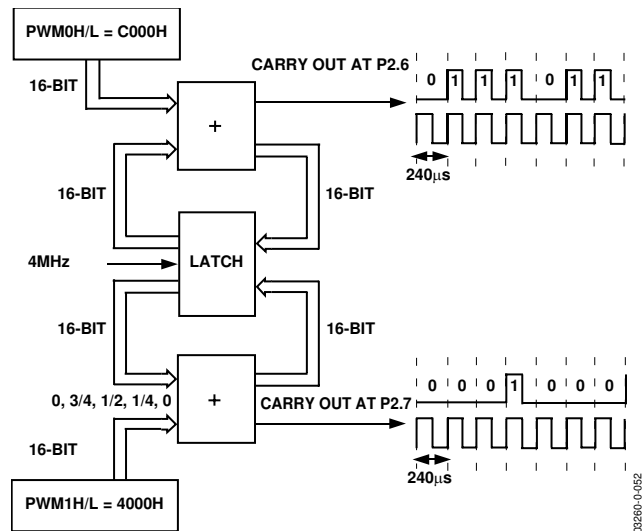 PWM0H/L = C000H
16-BIT
CARRY OUT AT P2.6
0 1 1 1 0 1 1
+
240μs
16-BIT
16-BIT
4MHz
LATCH
16-BIT
16-BIT
0, 3/4, 1/2, 1/4, 0
+
CARRY OUT AT P2.7
0 0 0 1 0 0 0
16-BIT
240μs
PWM1H/L = 4000H
03260-0-052